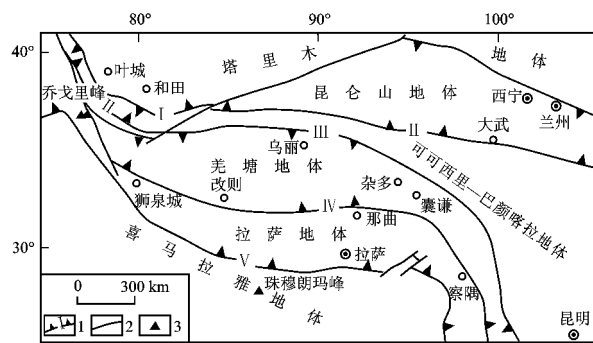 80°
90°
100°
40°
30°
塔里木地体
叶城
和田
乔戈里峰
昆仑山地体
西宁
兰州
大武
Ⅰ
Ⅱ
Ⅲ
Ⅱ
乌丽
羌塘地体
可可西里—巴颜喀拉地体
杂多
囊谦
狮泉城
改则
Ⅳ
那曲
拉萨地体
拉萨
Ⅴ
喜马拉雅地体
珠穆朗玛峰
察隅
昆明
0 300 km
1 2 3